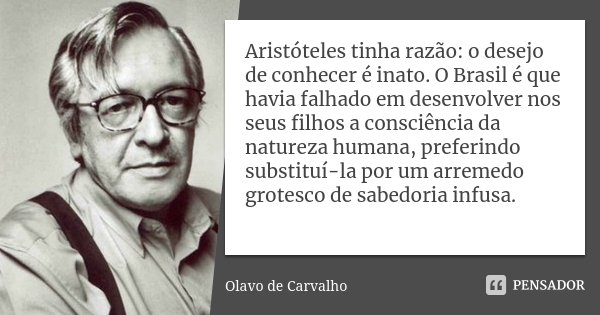 Aristóteles tinha razão: o desejo
de conhecer é inato. O Brasil é que
havia falhado em desenvolver nos
seus filhos a consciência da
natureza humana, preferindo
substituí-la por um arremedo
grotesco de sabedoria infusa.
Olavo de Carvalho
PENSADOR